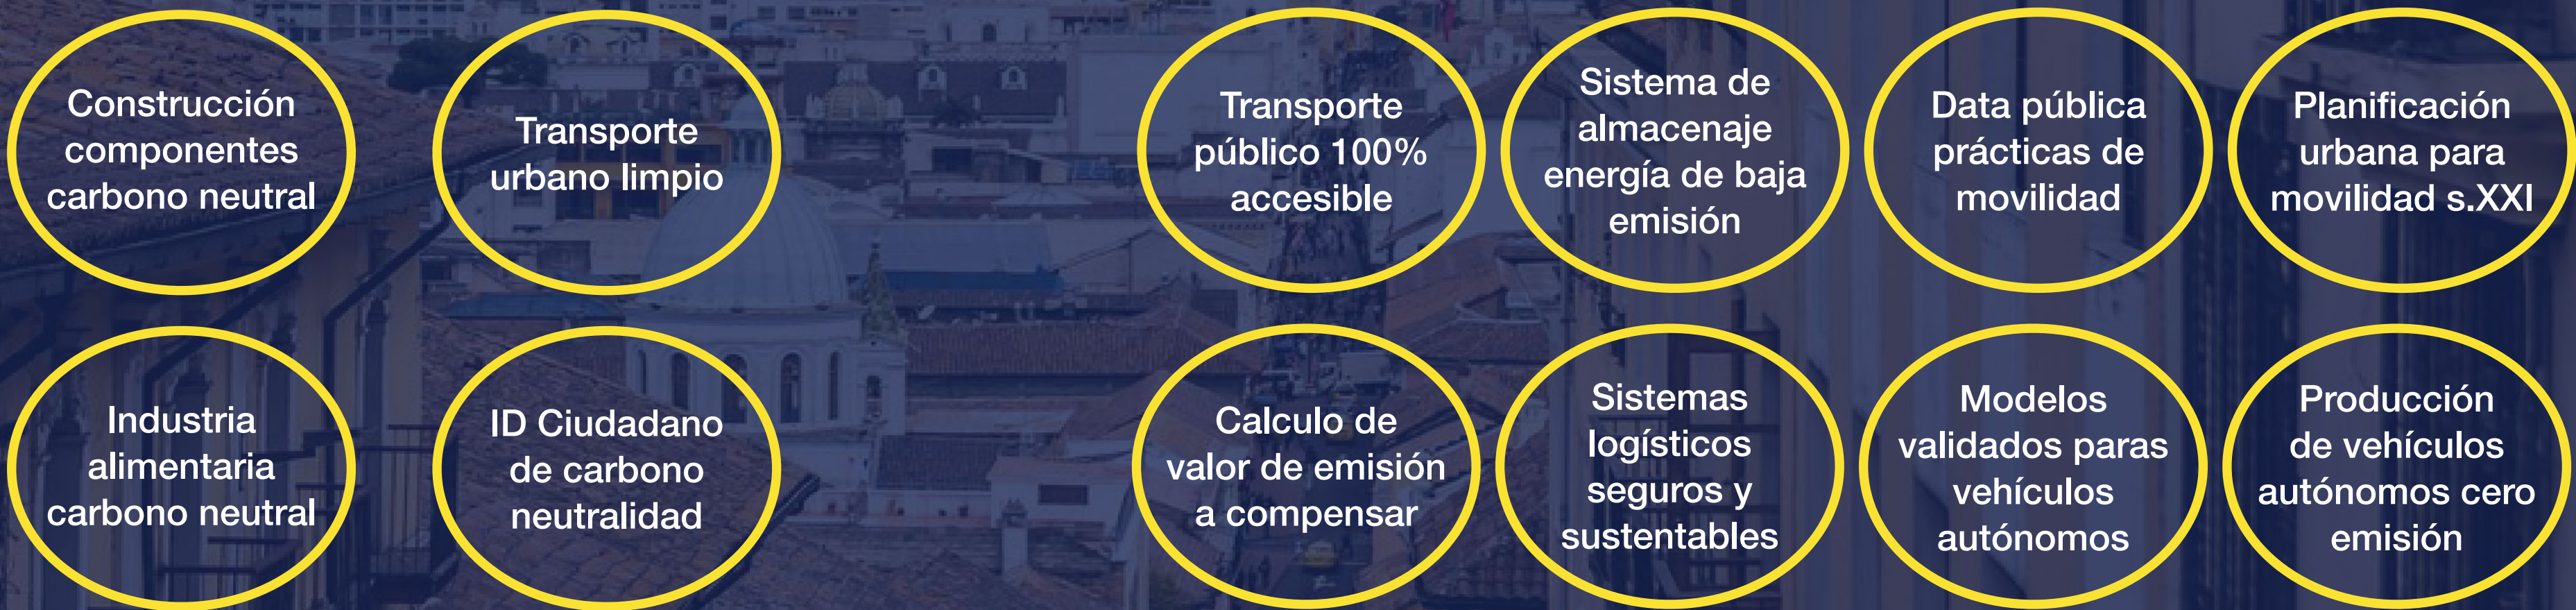 Construcción
componentes
carbono neutral
Transporte
urbano limpio
Transporte
público 100%
accesible
Sistema de
almacenaje
energía de baja
emisión
Data pública
prácticas de
movilidad
Planificación
urbana para
movilidad s.XXI
Industria
alimentaria
carbono neutral
ID Ciudadano
de carbono
neutralidad
Calculo de
valor de emisión
a compensar
Sistemas
logísticos
seguros y
sustentables
Modelos
validados paras
vehículos
autónomos
Producción
de vehículos
autónomos cero
emisión